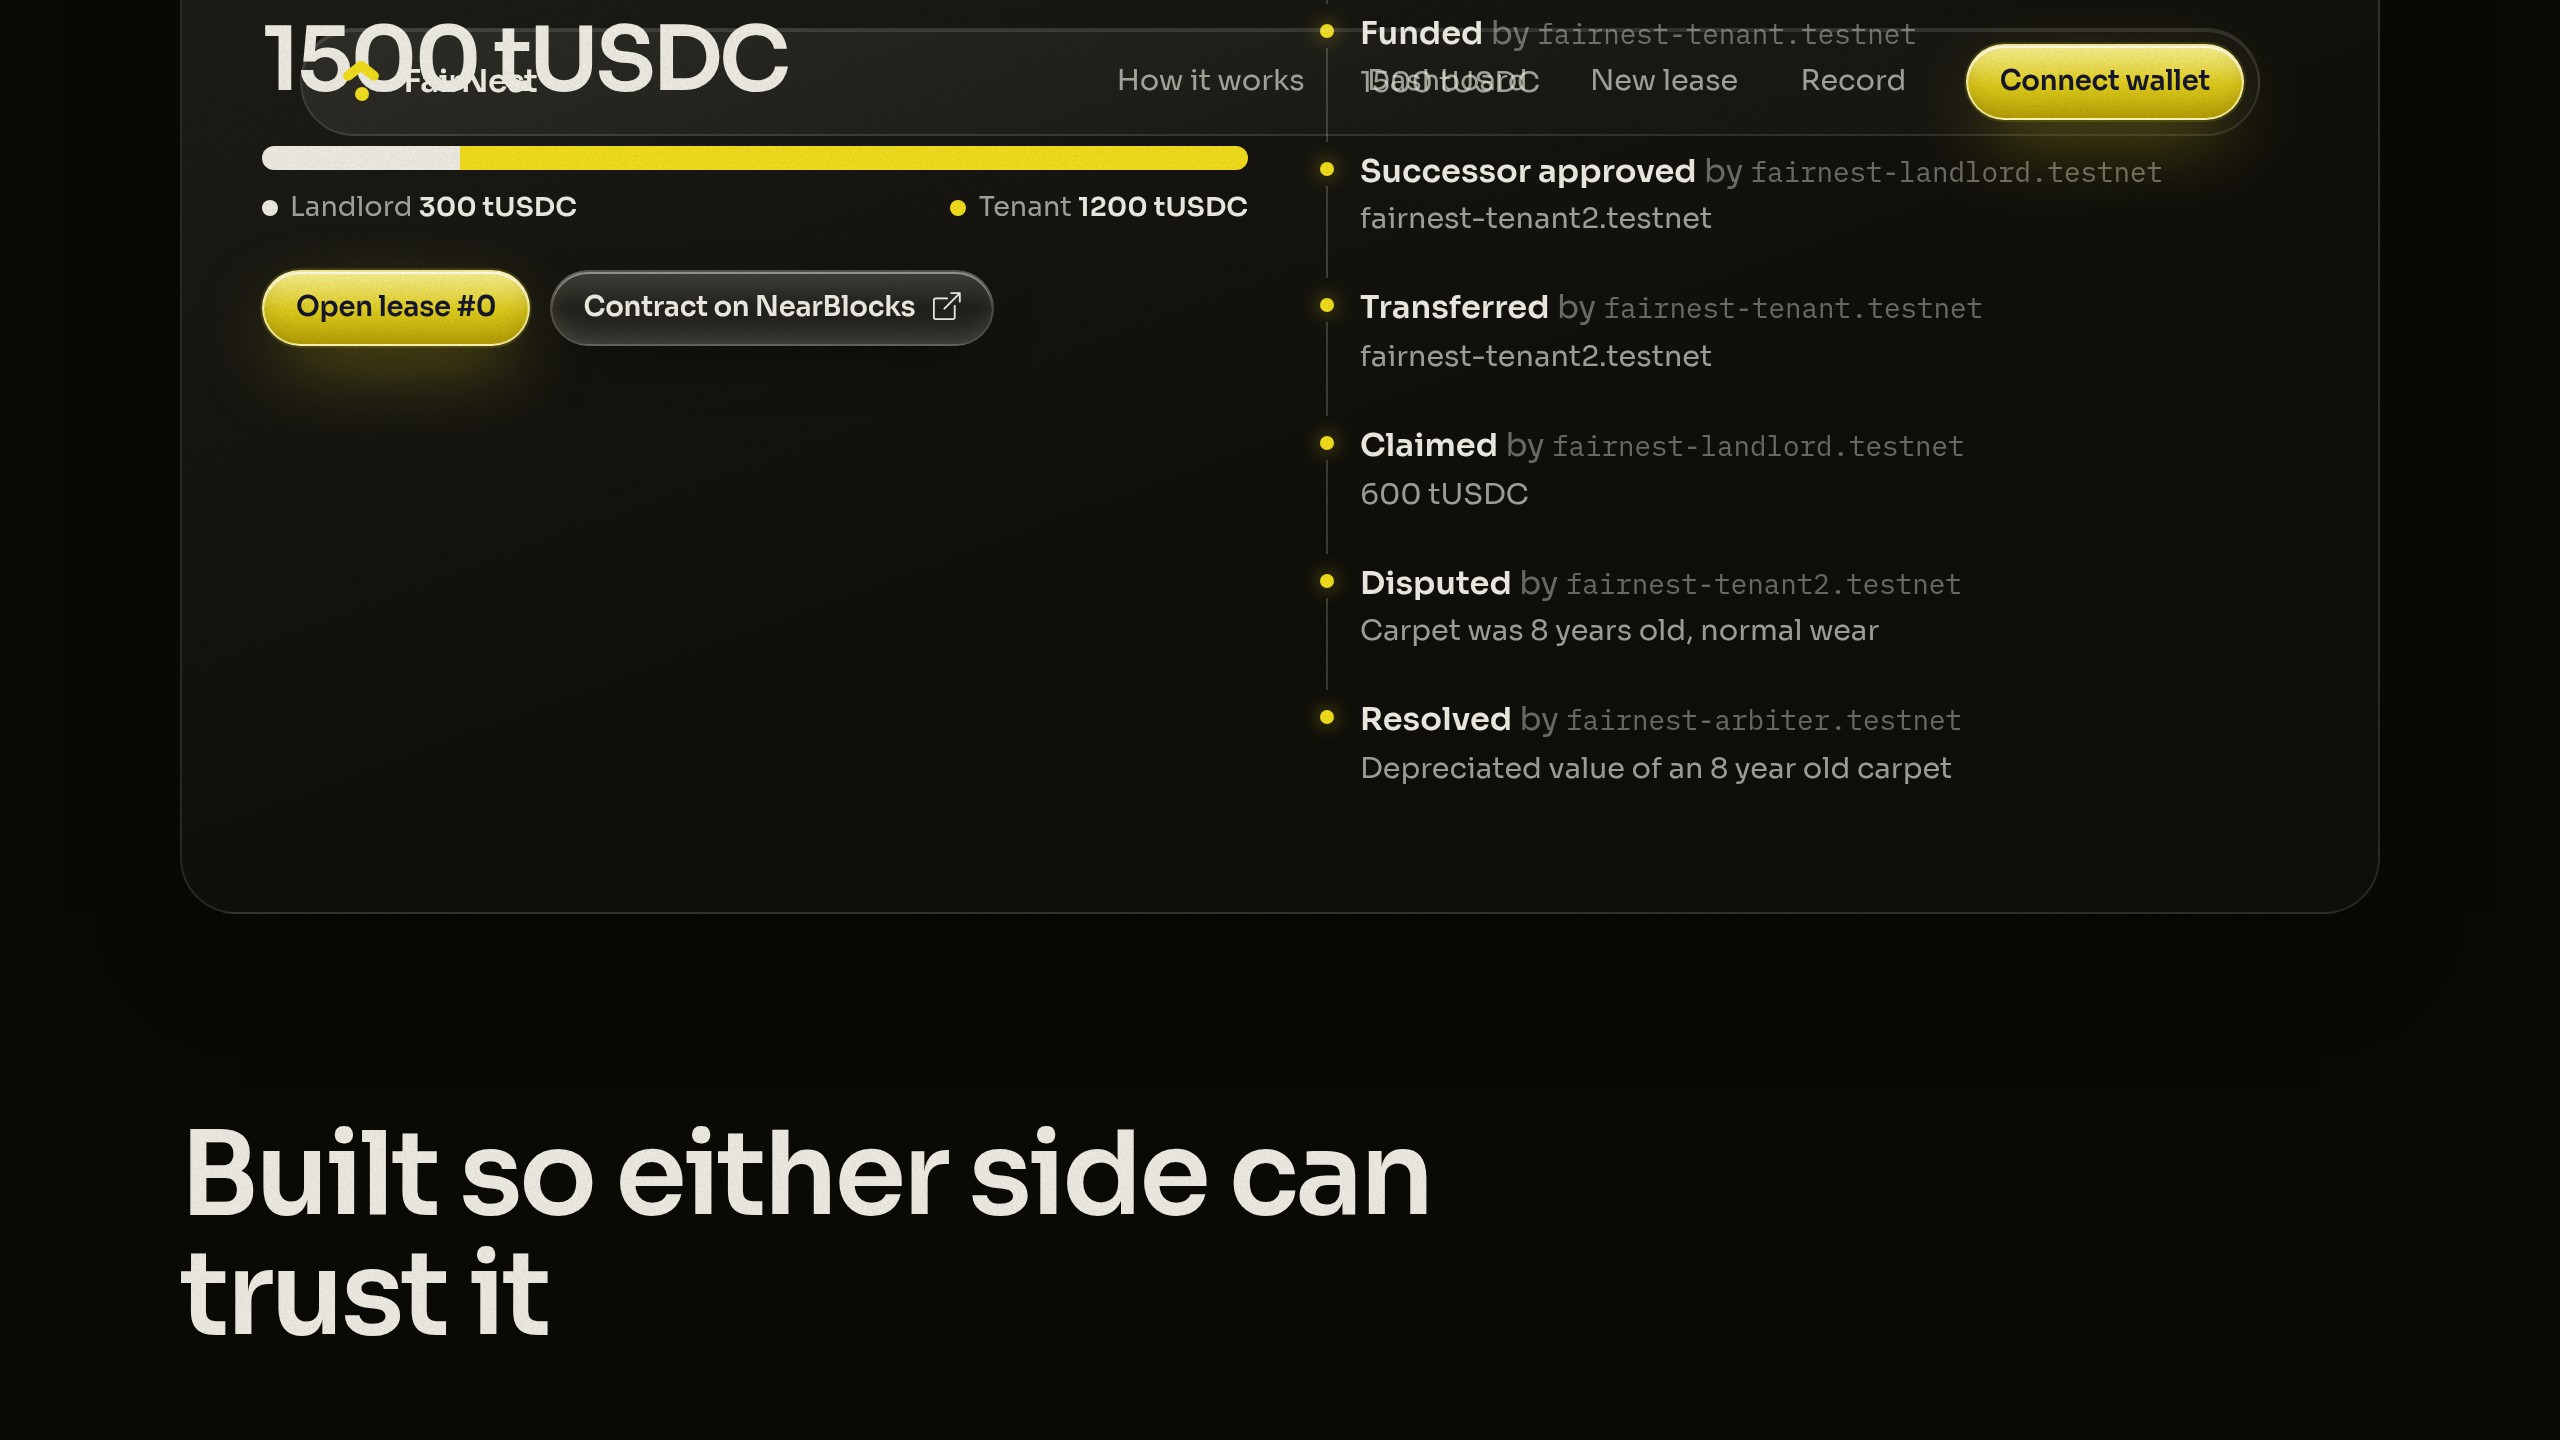 1500 tUSDC
FairNest
How it works
Dashboard
New lease
Record
Connect wallet
Landlord 300 tUSDC
Tenant 1200 tUSDC
Open lease #0
Contract on NearBlocks
Funded by fairnest-tenant.testnet
1500 tUSDC
Successor approved by fairnest-landlord.testnet
fairnest-tenant2.testnet
Transferred by fairnest-tenant.testnet
fairnest-tenant2.testnet
Claimed by fairnest-landlord.testnet
600 tUSDC
Disputed by fairnest-tenant2.testnet
Carpet was 8 years old, normal wear
Resolved by fairnest-arbiter.testnet
Depreciated value of an 8 year old carpet
Built so either side can
trust it